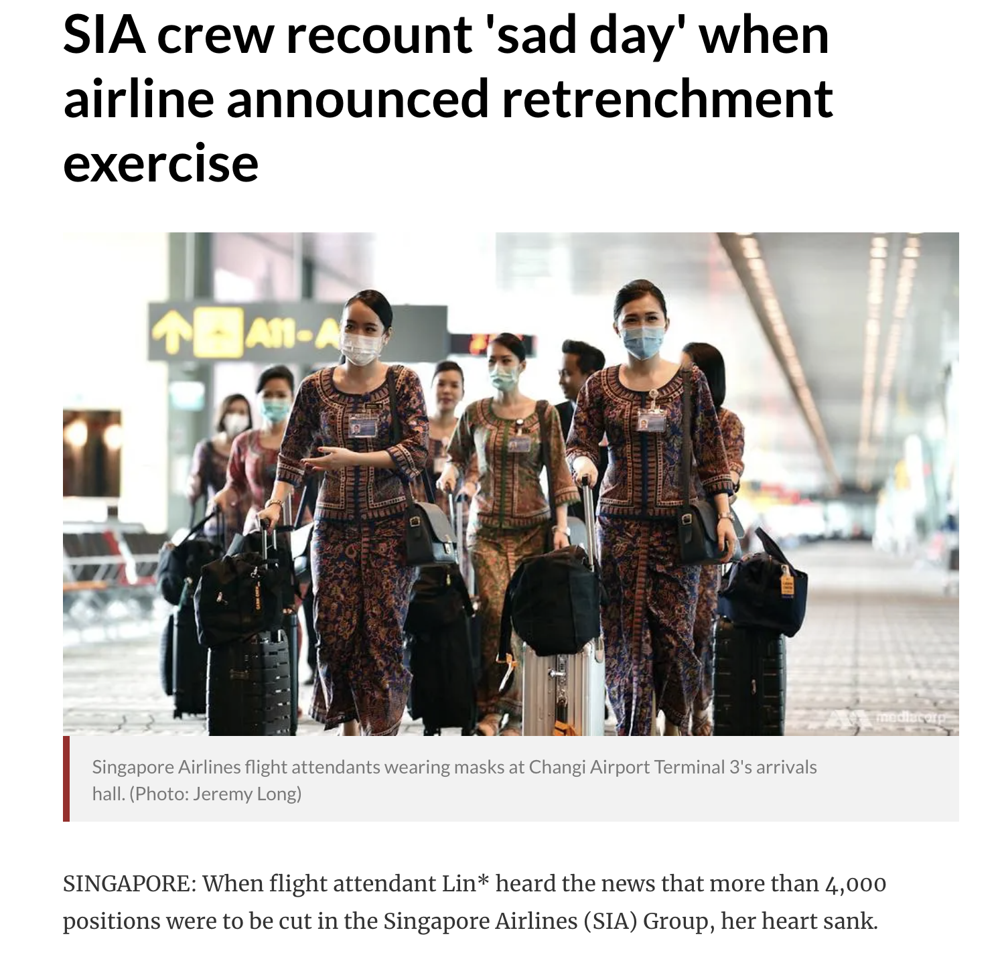 SIA crew recount 'sad day' when
airline announced retrenchment
exercise
A11-A
mediacorp
Singapore Airlines flight attendants wearing masks at Changi Airport Terminal 3's arrivals
hall. (Photo: Jeremy Long)
SINGAPORE: When flight attendant Lin* heard the news that more than 4,000
positions were to be cut in the Singapore Airlines (SIA) Group, her heart sank.